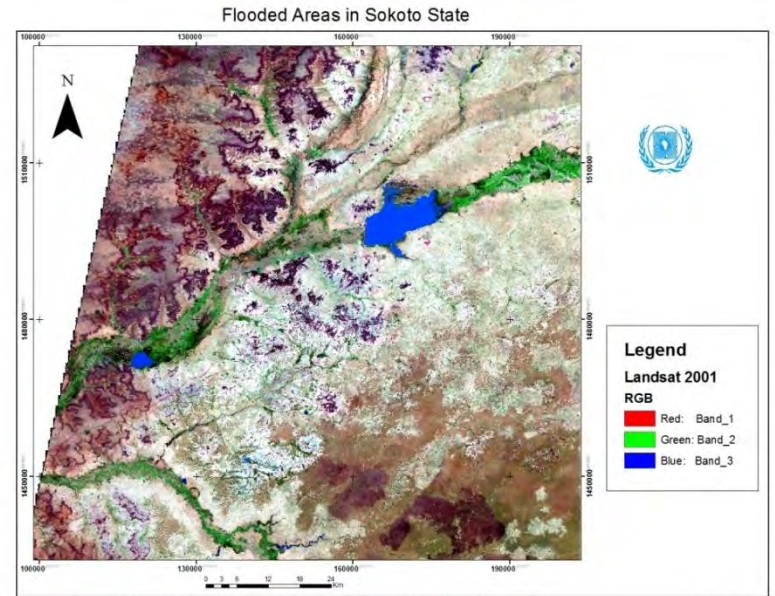 Flooded Areas in Sokoto State
100000 130000 160000 190000
N
1510000 1510000
1480000 1480000
1450000 1450000
100000 130000 160000 190000
0 3 6 12 18 24
Km
Legend
Landsat 2001
RGB
Red: Band_1
Green: Band_2
Blue: Band_3